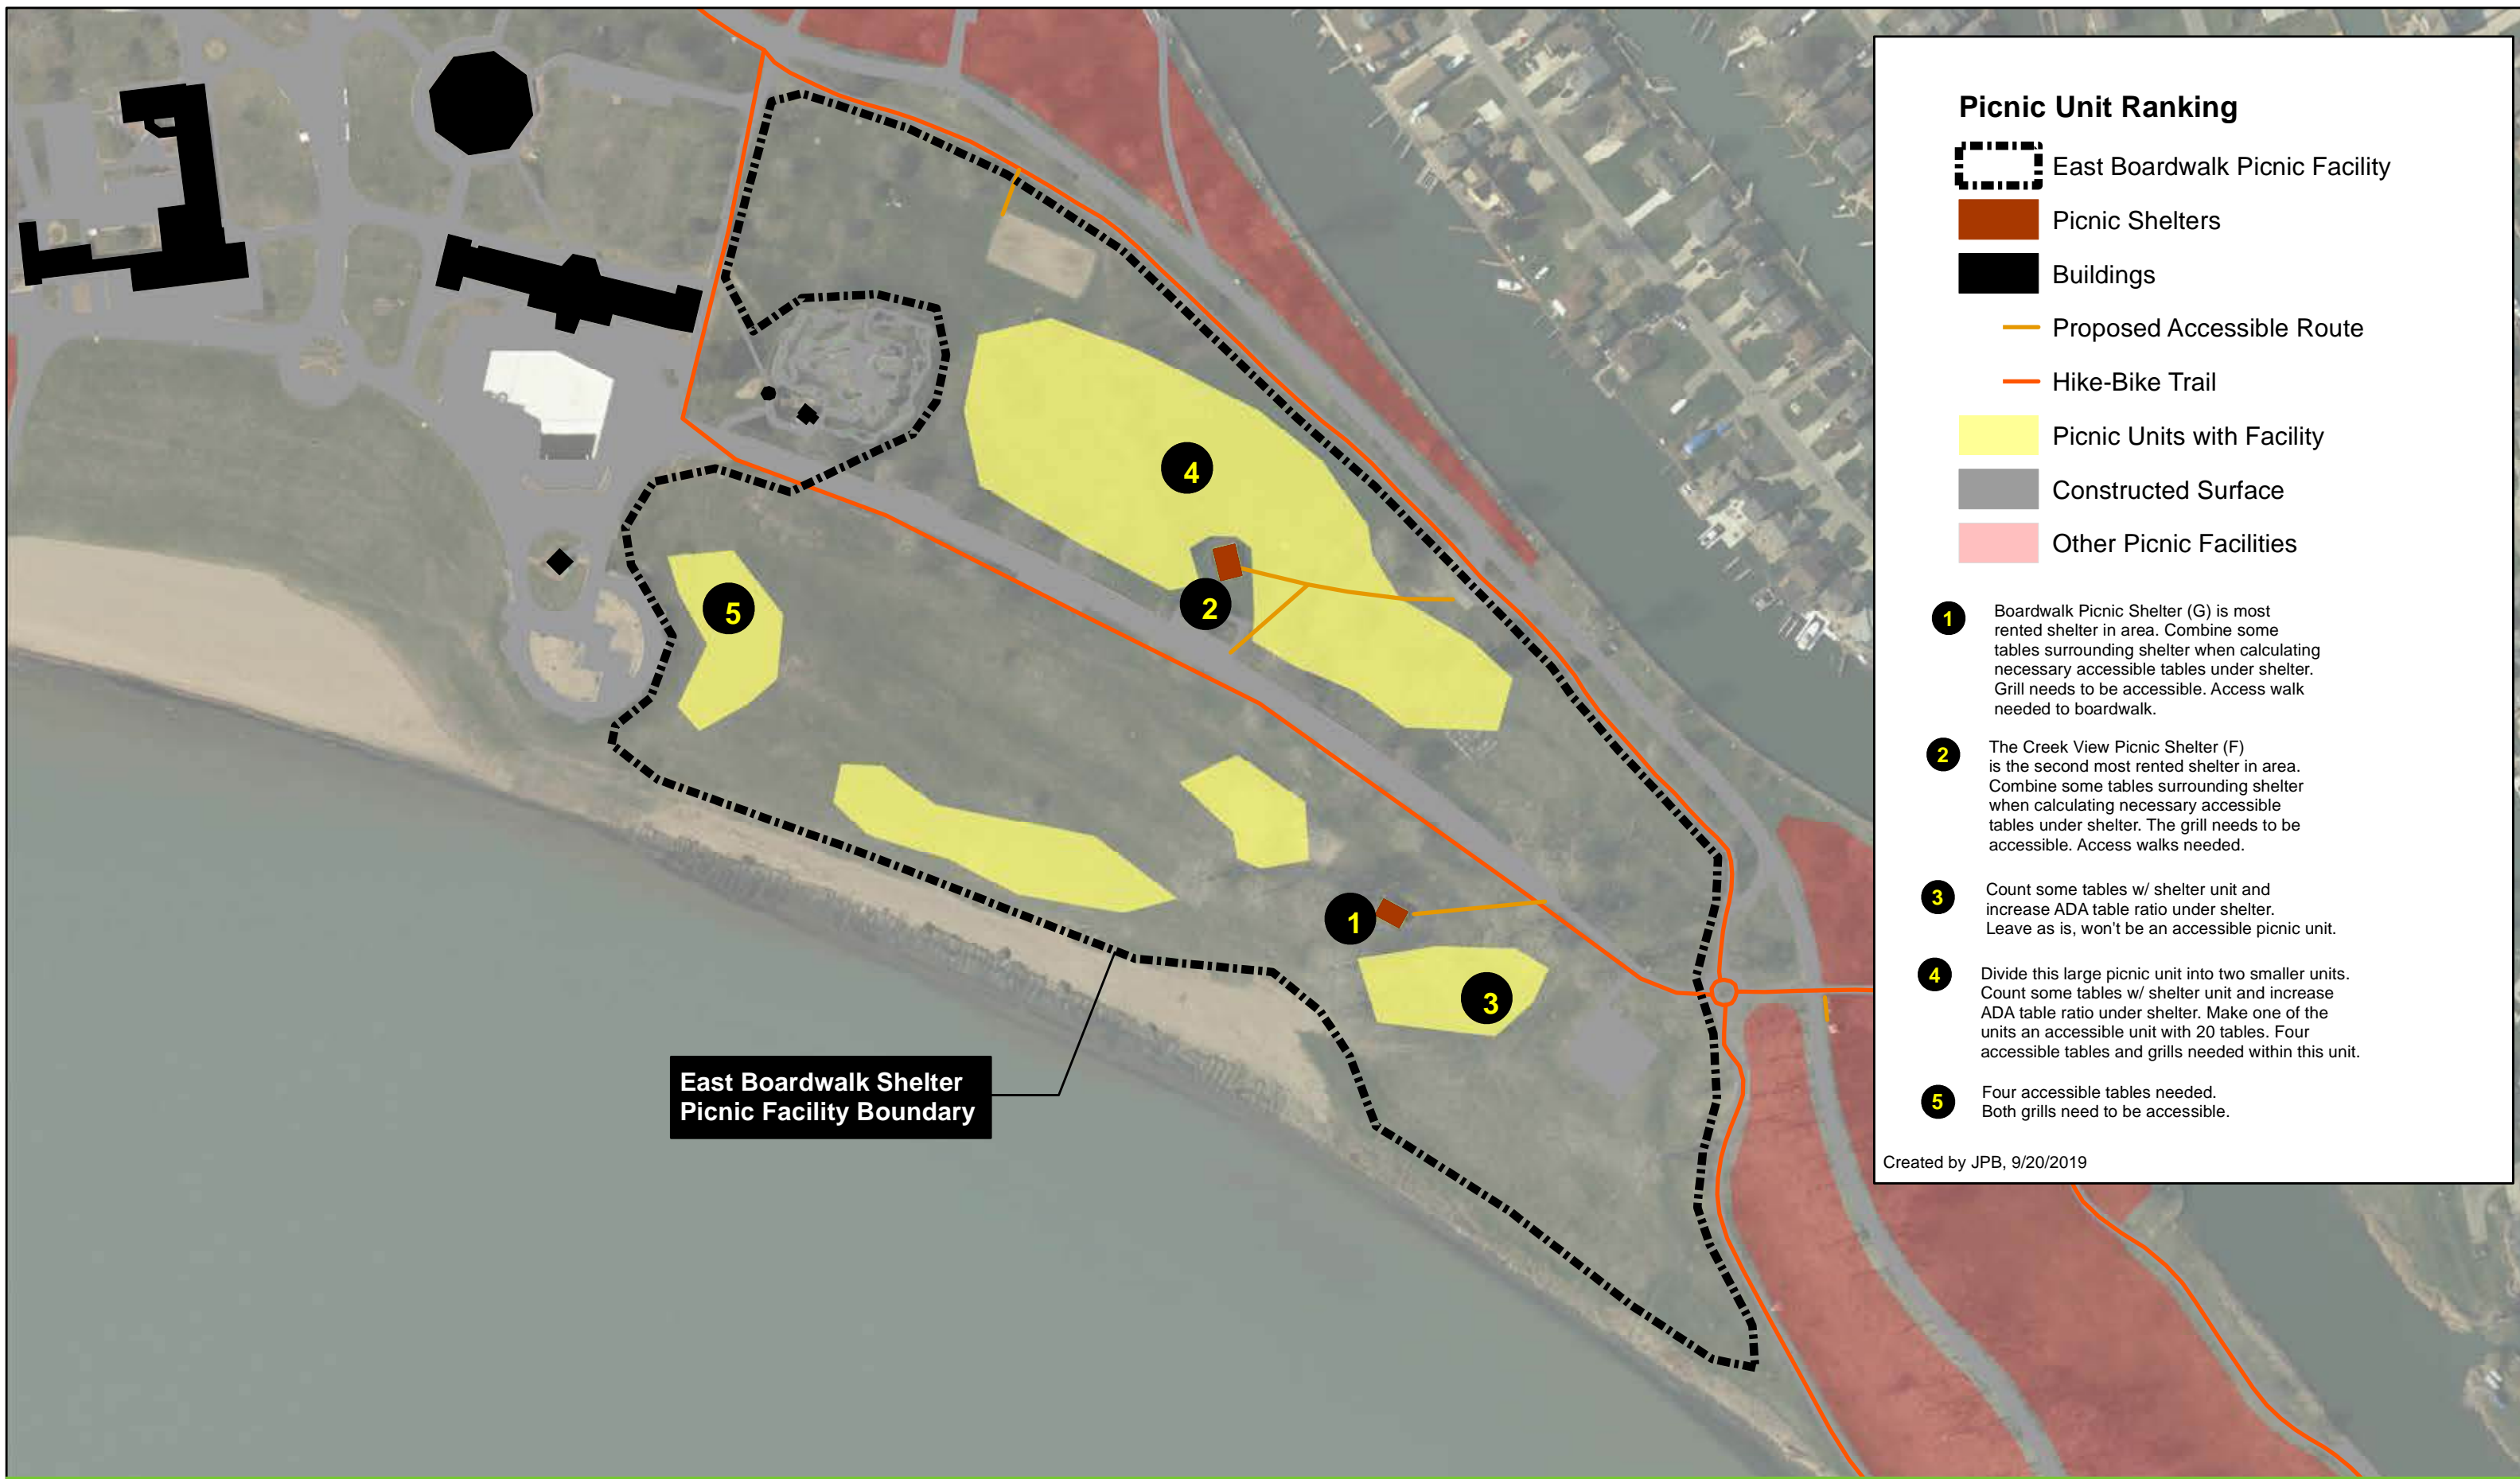 Picnic Unit Ranking
East Boardwalk Picnic Facility
Picnic Shelters
Buildings
Proposed Accessible Route
Hike-Bike Trail
Picnic Units with Facility
Constructed Surface
Other Picnic Facilities
1
Boardwalk Picnic Shelter (G) is most
rented shelter in area. Combine some
tables surrounding shelter when calculating
necessary accessible tables under shelter.
Grill needs to be accessible. Access walk
needed to boardwalk.
2
The Creek View Picnic Shelter (F)
is the second most rented shelter in area.
Combine some tables surrounding shelter
when calculating necessary accessible
tables under shelter. The grill needs to be
accessible. Access walks needed.
3
Count some tables w/ shelter unit and
increase ADA table ratio under shelter.
Leave as is, won't be an accessible picnic unit.
4
Divide this large picnic unit into two smaller units.
Count some tables w/ shelter unit and increase
ADA table ratio under shelter. Make one of the
units an accessible unit with 20 tables. Four
accessible tables and grills needed within this unit.
5
Four accessible tables needed.
Both grills need to be accessible.
Created by JPB, 9/20/2019
4
2
5
1
3
East Boardwalk Shelter
Picnic Facility Boundary